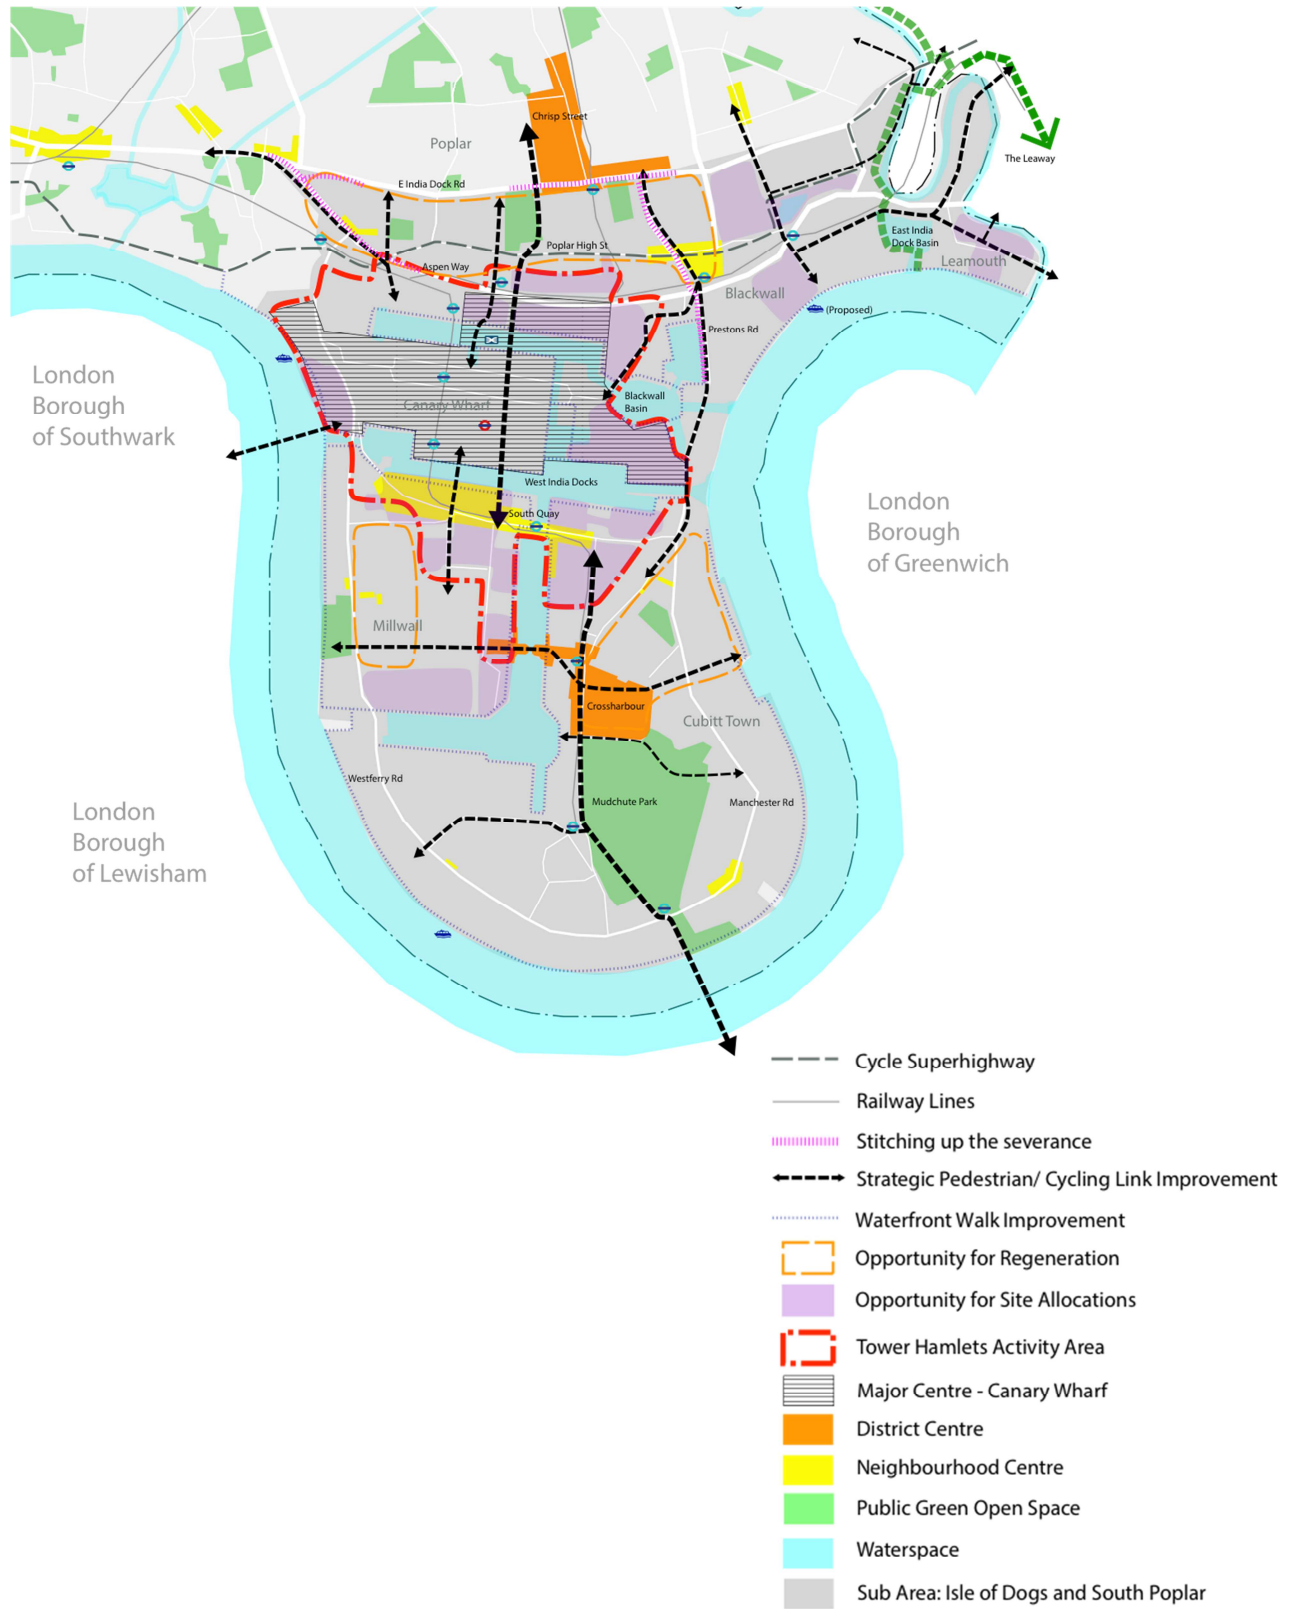 Chrisp Street
Poplar
The Leaway
E India Dock Rd
East India
Dock Basin
Poplar High St
Leamouth
Aspen Way
Blackwall
(Proposed)
Prestons Rd
London
Borough
of Southwark
Blackwall
Basin
Canary Wharf
West India Docks
London
Borough
of Greenwich
South Quay
Millwall
Crossharbour
Cubitt Town
Westferry Rd
Mudchute Park
Manchester Rd
London
Borough
of Lewisham
Cycle Superhighway
Railway Lines
Stitching up the severance
Strategic Pedestrian/ Cycling Link Improvement
Waterfront Walk Improvement
Opportunity for Regeneration
Opportunity for Site Allocations
Tower Hamlets Activity Area
Major Centre - Canary Wharf
District Centre
Neighbourhood Centre
Public Green Open Space
Waterspace
Sub Area: Isle of Dogs and South Poplar